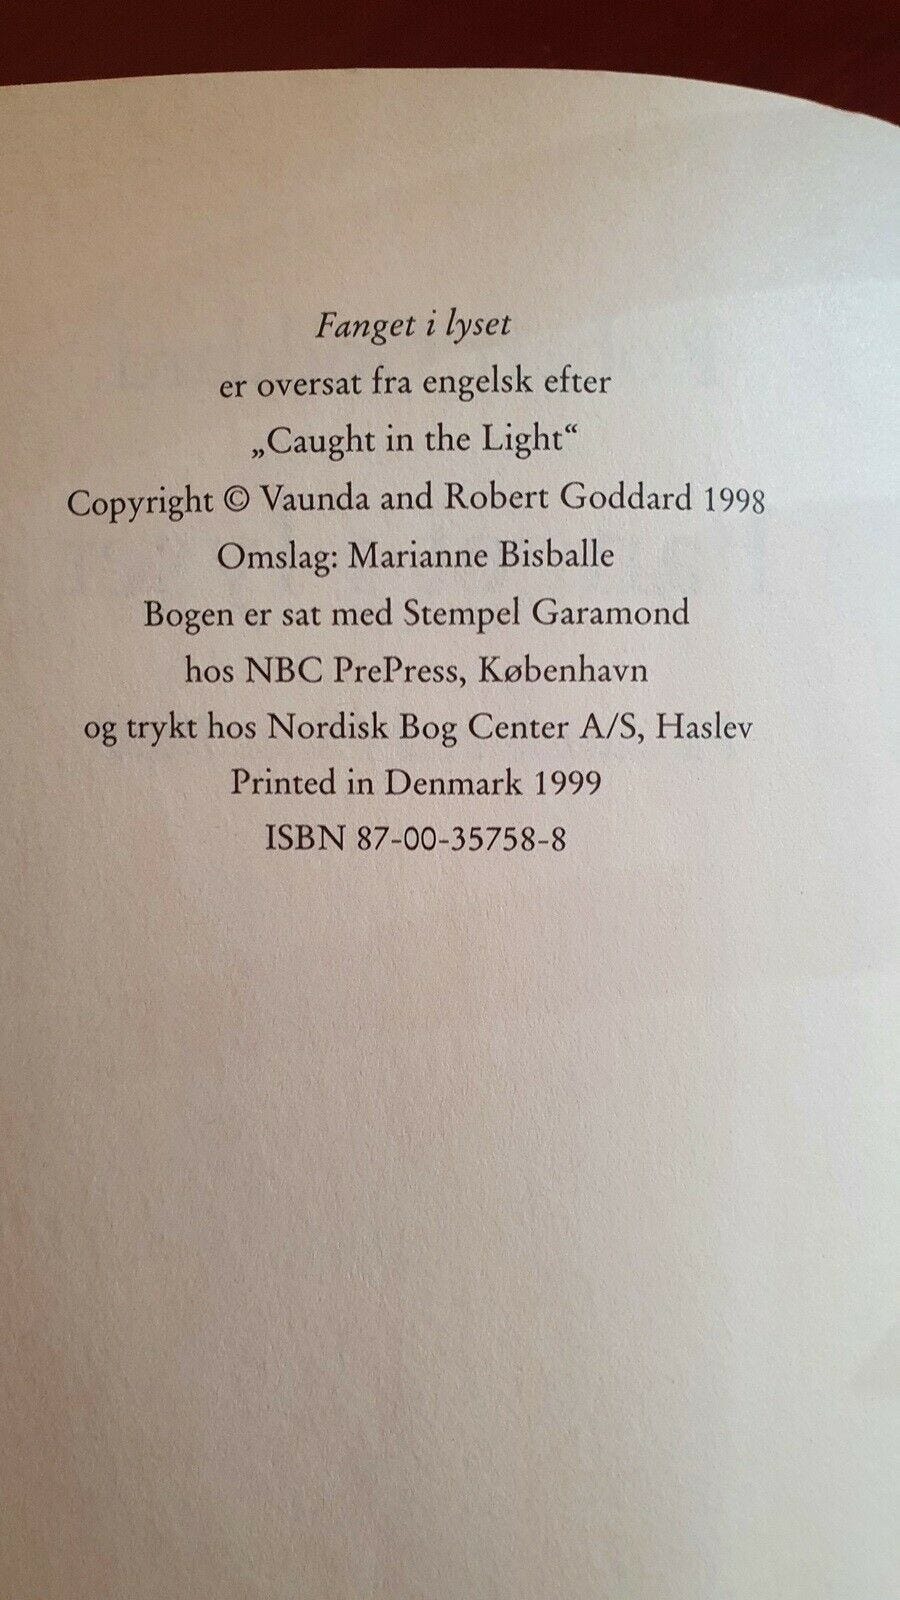 Fanget i lyset
er oversat fra engelsk efter
„Caught in the Light“
Copyright © Vaunda and Robert Goddard 1998
Omslag: Marianne Bisballe
Bogen er sat med Stempel Garamond
hos NBC PrePress, København
og trykt hos Nordisk Bog Center A/S, Haslev
Printed in Denmark 1999
ISBN 87-00-35758-8